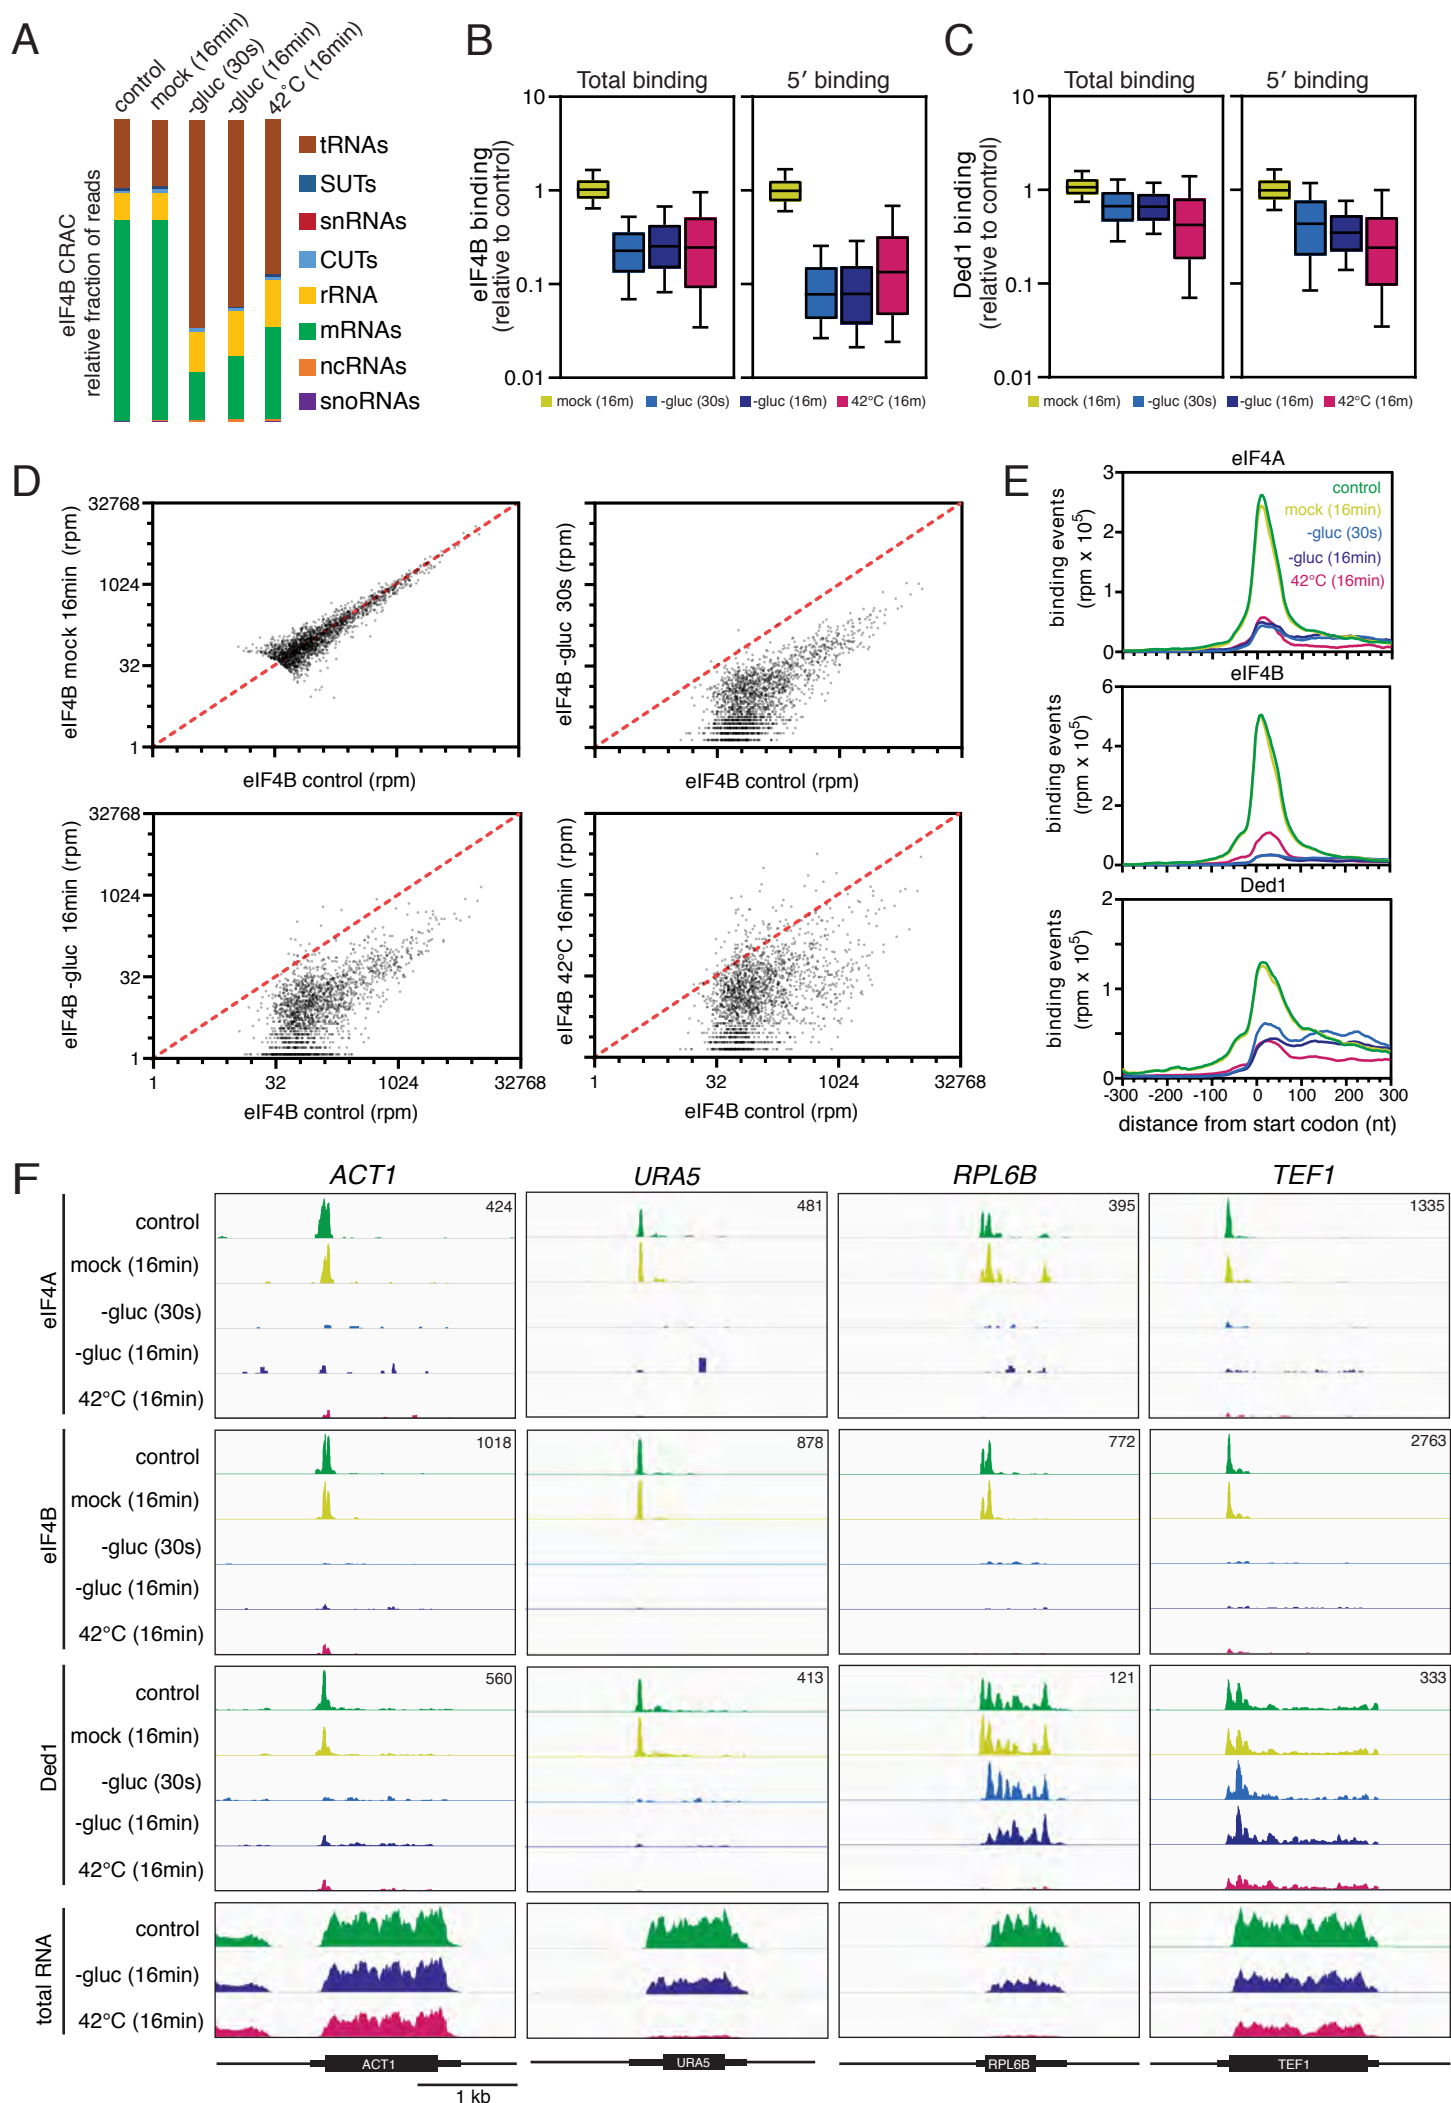 A
control
mock (16min)
-gluc (30s)
-gluc (16min)
42°C (16min)
eIF4B CRAC
relative fraction of reads
tRNAs
SUTs
snRNAs
CUTs
rRNA
mRNAs
ncRNAs
snoRNAs
B
Total binding
5′ binding
eIF4B binding
(relative to control)
10
1
0.1
0.01
mock (16m)
-gluc (30s)
-gluc (16m)
42°C (16m)
C
Total binding
5′ binding
Ded1 binding
(relative to control)
10
1
0.1
0.01
mock (16m)
-gluc (30s)
-gluc (16m)
42°C (16m)
D
eIF4B mock 16min (rpm)
32768
1024
32
1
eIF4B control (rpm)
eIF4B -gluc 30s (rpm)
eIF4B control (rpm)
eIF4B -gluc 16min (rpm)
32768
1024
32
1
1
32
1024
32768
eIF4B control (rpm)
eIF4B 42°C 16min (rpm)
1
32
1024
32768
eIF4B control (rpm)
E
eIF4A
binding events
(rpm x 10⁵)
3
2
1
0
control
mock (16min)
-gluc (30s)
-gluc (16min)
42°C (16min)
eIF4B
binding events
(rpm x 10⁵)
6
4
2
0
Ded1
binding events
(rpm x 10⁵)
2
1
0
-300 -200 -100 0 100 200 300
distance from start codon (nt)
F
ACT1
URA5
RPL6B
TEF1
eIF4A
control
mock (16min)
-gluc (30s)
-gluc (16min)
42°C (16min)
424
481
395
1335
eIF4B
control
mock (16min)
-gluc (30s)
-gluc (16min)
42°C (16min)
1018
878
772
2763
Ded1
control
mock (16min)
-gluc (30s)
-gluc (16min)
42°C (16min)
560
413
121
333
total RNA
control
-gluc (16min)
42°C (16min)
ACT1
URA5
RPL6B
TEF1
1 kb